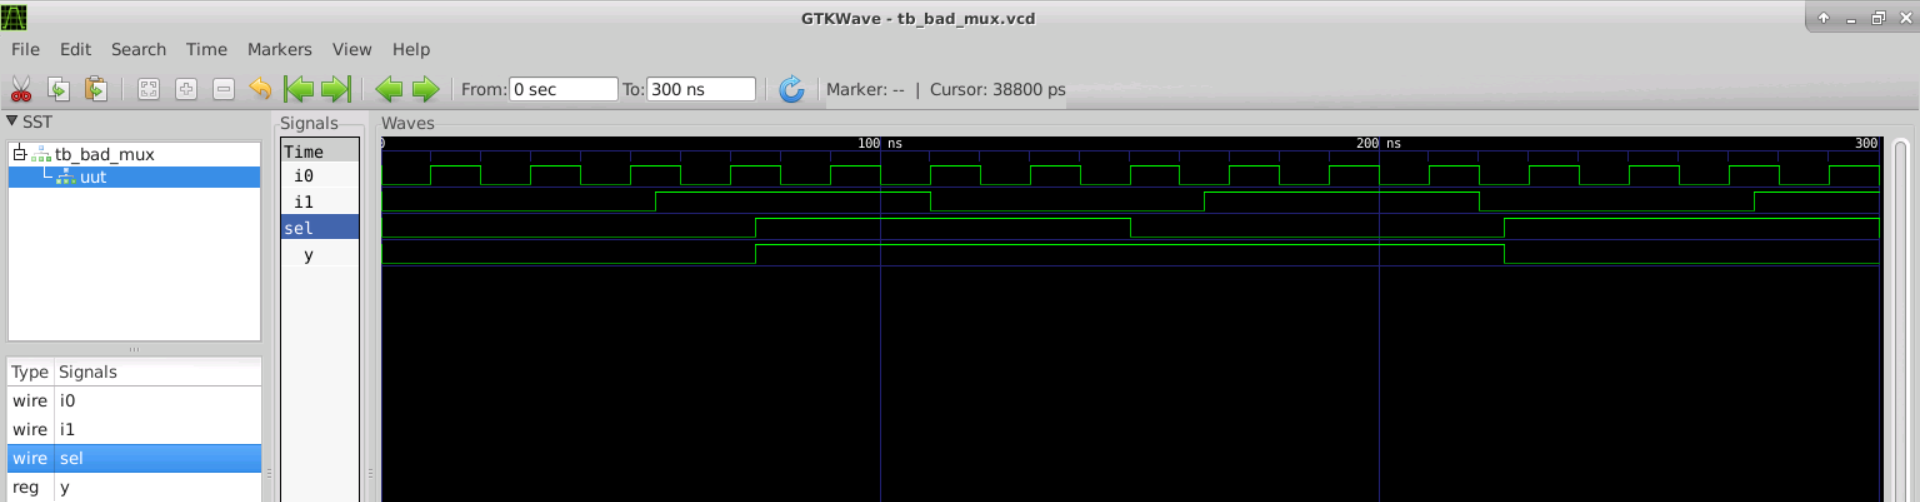 GTKWave - tb_bad_mux.vcd
File Edit Search Time Markers View Help
From: 0 sec To: 300 ns Marker: -- | Cursor: 38800 ps
SST
tb_bad_mux
uut
Type Signals
wire i0
wire i1
wire sel
reg y
Signals
Time
i0
i1
sel
y
Waves
0 100 ns 200 ns 300